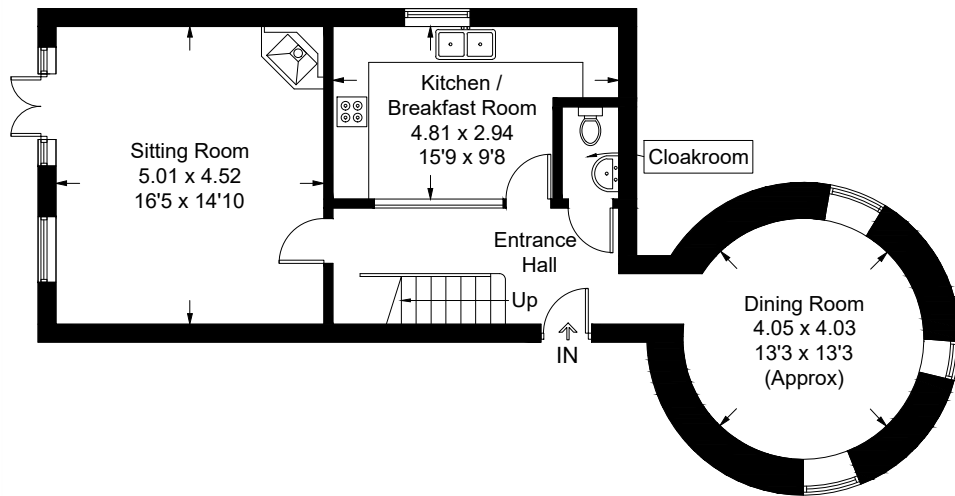 Kitchen /
Breakfast Room
4.81 x 2.94
15'9 x 9'8
Sitting Room
5.01 x 4.52
16'5 x 14'10
Cloakroom
Entrance
Hall
Up
IN
Dining Room
4.05 x 4.03
13'3 x 13'3
(Approx)